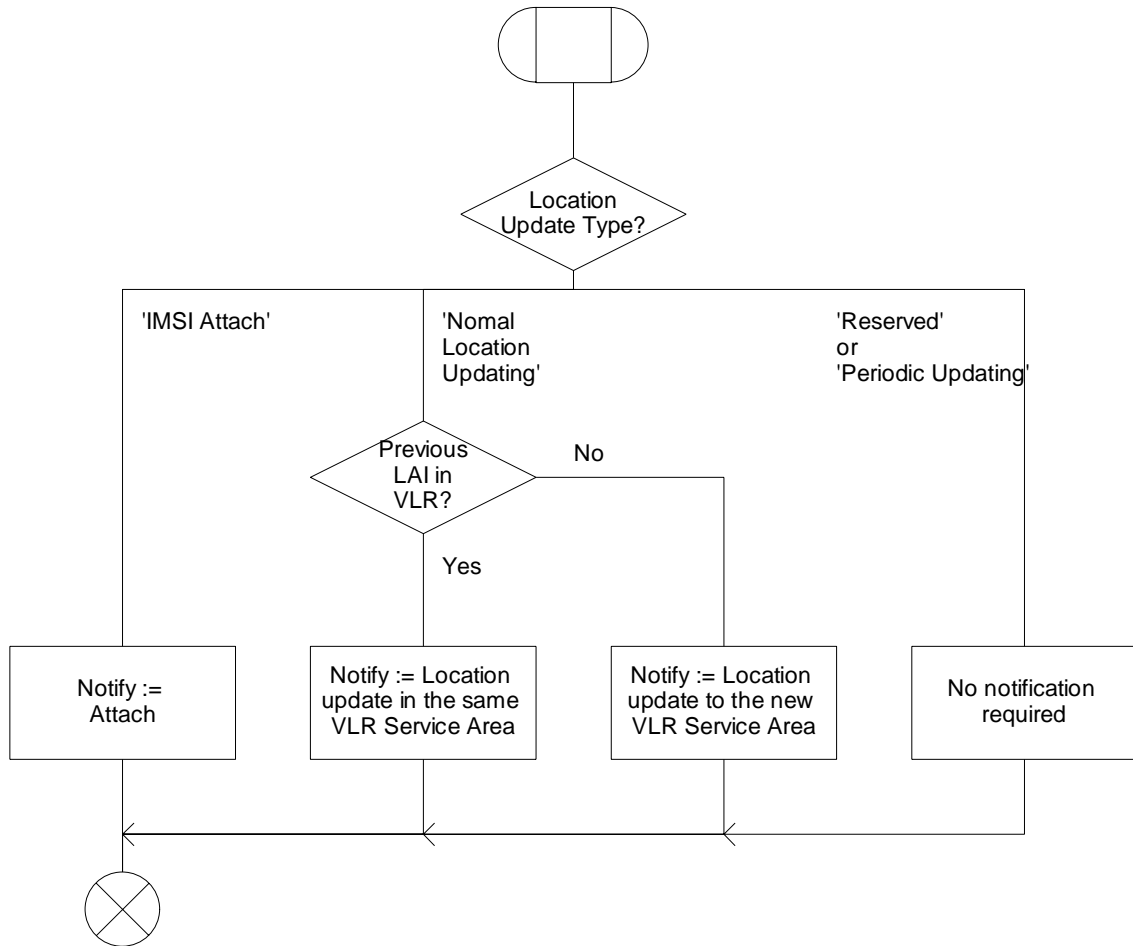 Location
Update Type?
'IMSI Attach'
'Nomal
Location
Updating'
'Reserved'
or
'Periodic Updating'
Previous
LAI in
VLR?
No
Yes
Notify :=
Attach
Notify := Location
update in the same
VLR Service Area
Notify := Location
update to the new
VLR Service Area
No notification
required